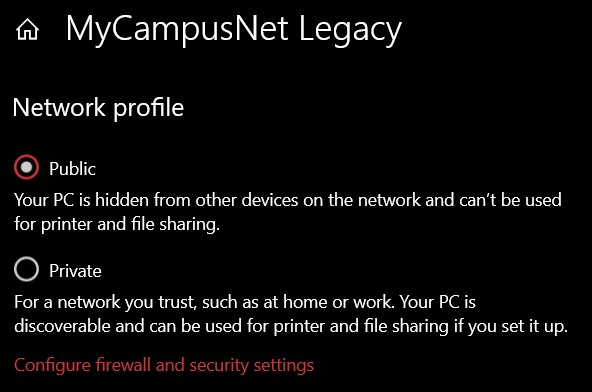 MyCampusNet Legacy
Network profile
Public
Your PC is hidden from other devices on the network and can't be used
for printer and file sharing.
Private
For a network you trust, such as at home or work. Your PC is
discoverable and can be used for printer and file sharing if you set it up.
Configure firewall and security settings